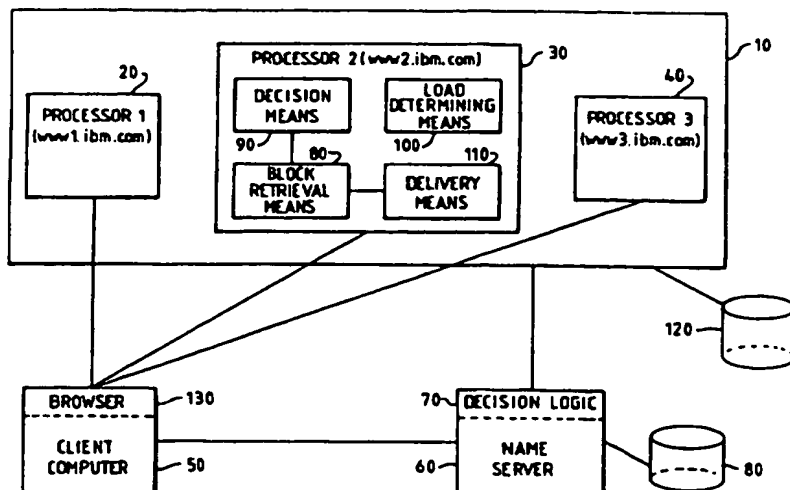 10
20
PROCESSOR 1
(www1.ibm.com)
PROCESSOR 2 (www2.ibm.com)
30
DECISION
MEANS
90
LOAD
DETERMINING
MEANS
100
80
BLOCK
RETRIEVAL
MEANS
110
DELIVERY
MEANS
40
PROCESSOR 3
(www3.ibm.com)
120
BROWSER
130
CLIENT
COMPUTER
50
70
DECISION LOGIC
NAME
SERVER
60
80